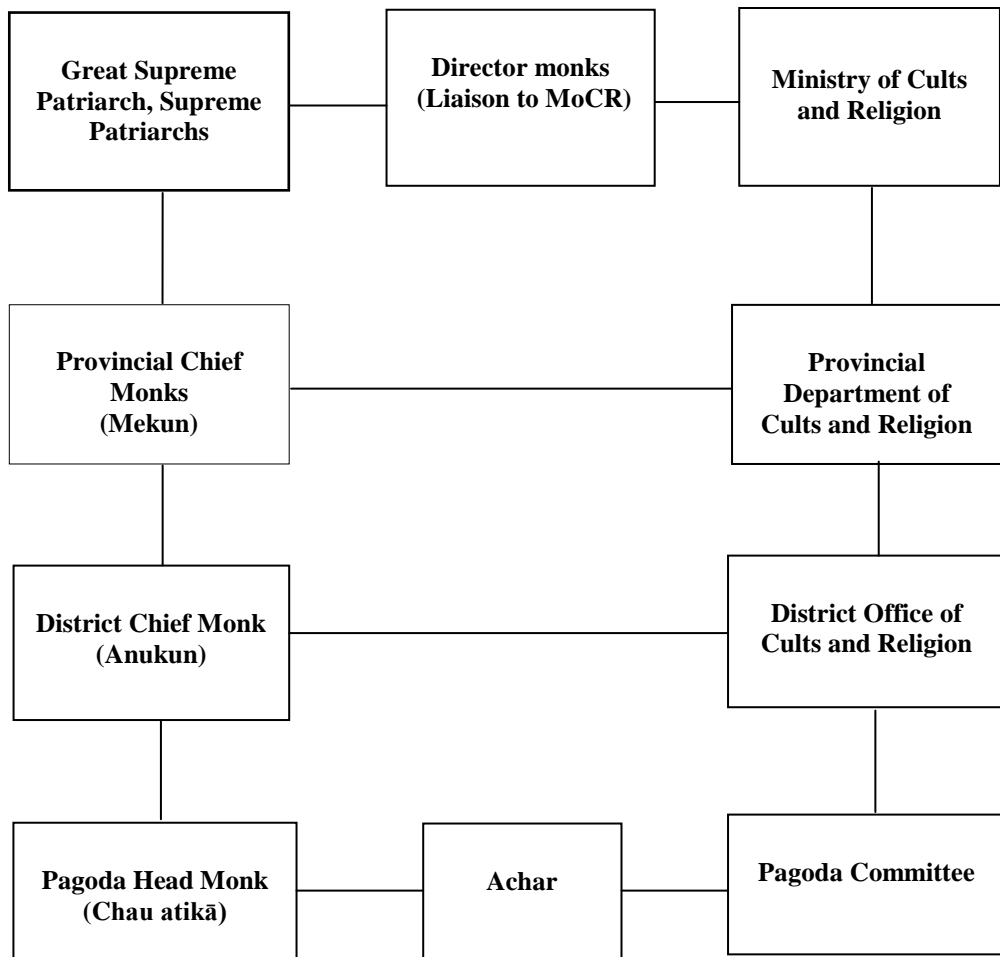 Great Supreme
Patriarch, Supreme
Patriarchs
Director monks
(Liaison to MoCR)
Ministry of Cults
and Religion
Provincial Chief
Monks
(Mekun)
Provincial
Department of
Cults and Religion
District Chief Monk
(Anukun)
District Office of
Cults and Religion
Pagoda Head Monk
(Chau atikā)
Achar
Pagoda Committee